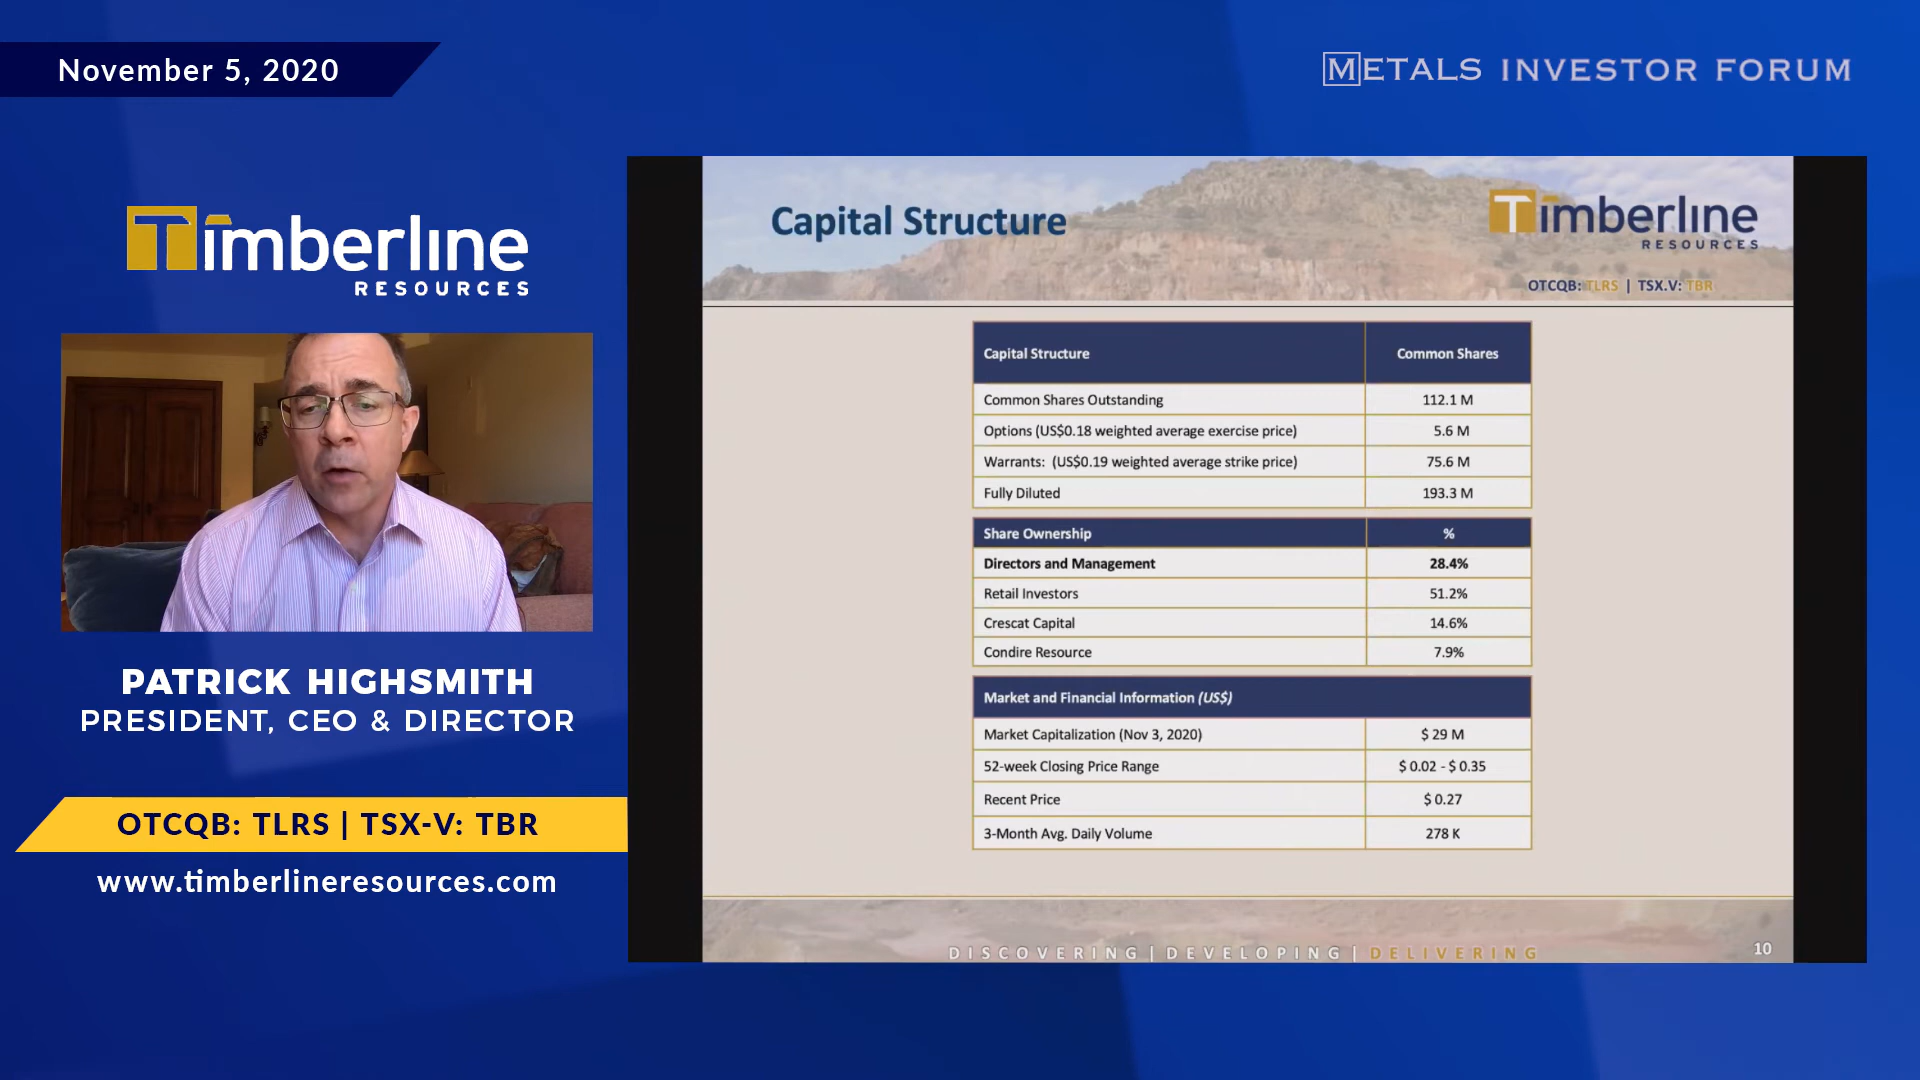 November 5, 2020
METALS INVESTOR FORUM
Timberline
RESOURCES
PATRICK HIGHSMITH
PRESIDENT, CEO & DIRECTOR
OTCQB: TLRS | TSX-V: TBR
www.timberlineresources.com
Capital Structure
Timberline
RESOURCES
OTCQB: TLRS | TSX.V: TBR
Capital Structure Common Shares
Common Shares Outstanding 112.1 M
Options (US$0.18 weighted average exercise price) 5.6 M
Warrants: (US$0.19 weighted average strike price) 75.6 M
Fully Diluted 193.3 M
Share Ownership %
Directors and Management 28.4%
Retail Investors 51.2%
Crescat Capital 14.6%
Condire Resource 7.9%
Market and Financial Information (US$)
Market Capitalization (Nov 3, 2020) $ 29 M
52-week Closing Price Range $ 0.02 - $ 0.35
Recent Price $ 0.27
3-Month Avg. Daily Volume 278 K
DISCOVERING | DEVELOPING | DELIVERING
10